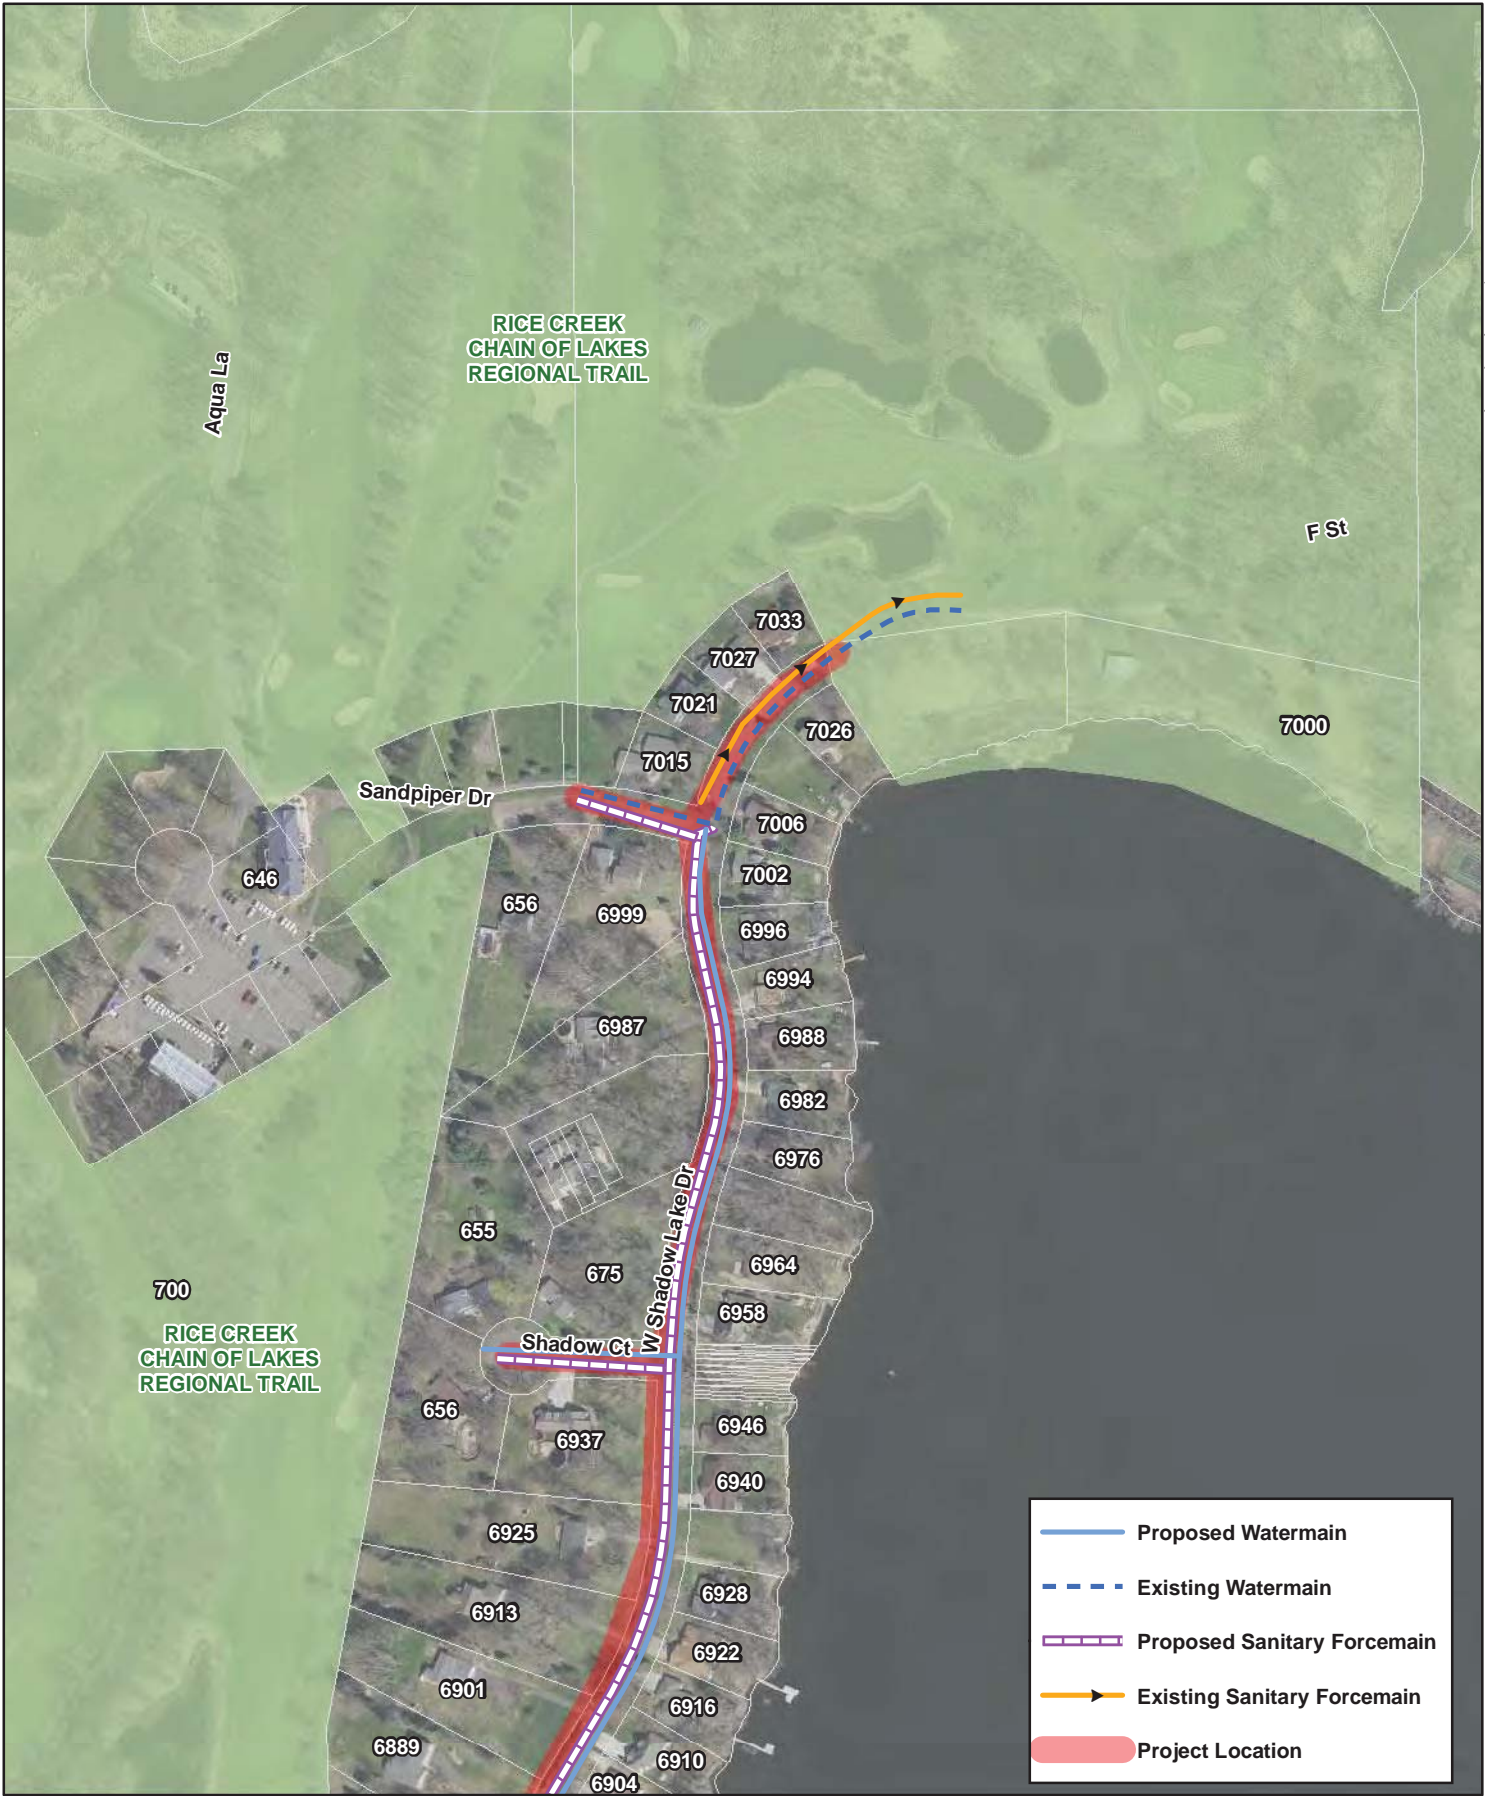 RICE CREEK
CHAIN OF LAKES
REGIONAL TRAIL
Aqua La
F St
7033
7027
7021
7026
7000
7015
Sandpiper Dr
7006
7002
646
656
6999
6996
6994
6987
6988
6982
6976
655
675
W Shadow Lake Dr
6964
6958
700
RICE CREEK
CHAIN OF LAKES
REGIONAL TRAIL
Shadow Ct
656
6937
6946
6940
6925
6913
6928
6922
6901
6916
6889
6910
6904
Proposed Watermain
Existing Watermain
Proposed Sanitary Forcemain
Existing Sanitary Forcemain
Project Location